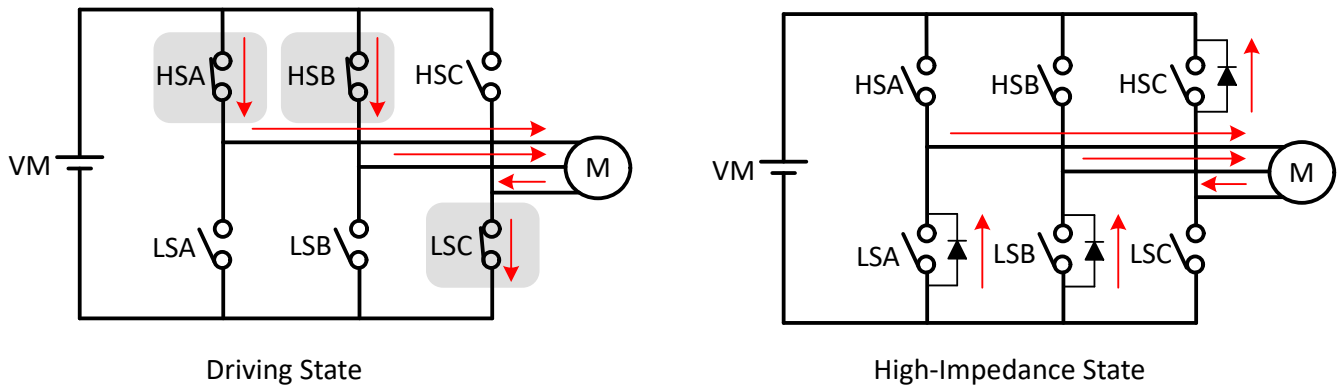 HSA
HSB
HSC
VM
M
LSA
LSB
LSC
Driving State
HSA
HSB
HSC
VM
M
LSA
LSB
LSC
High-Impedance State